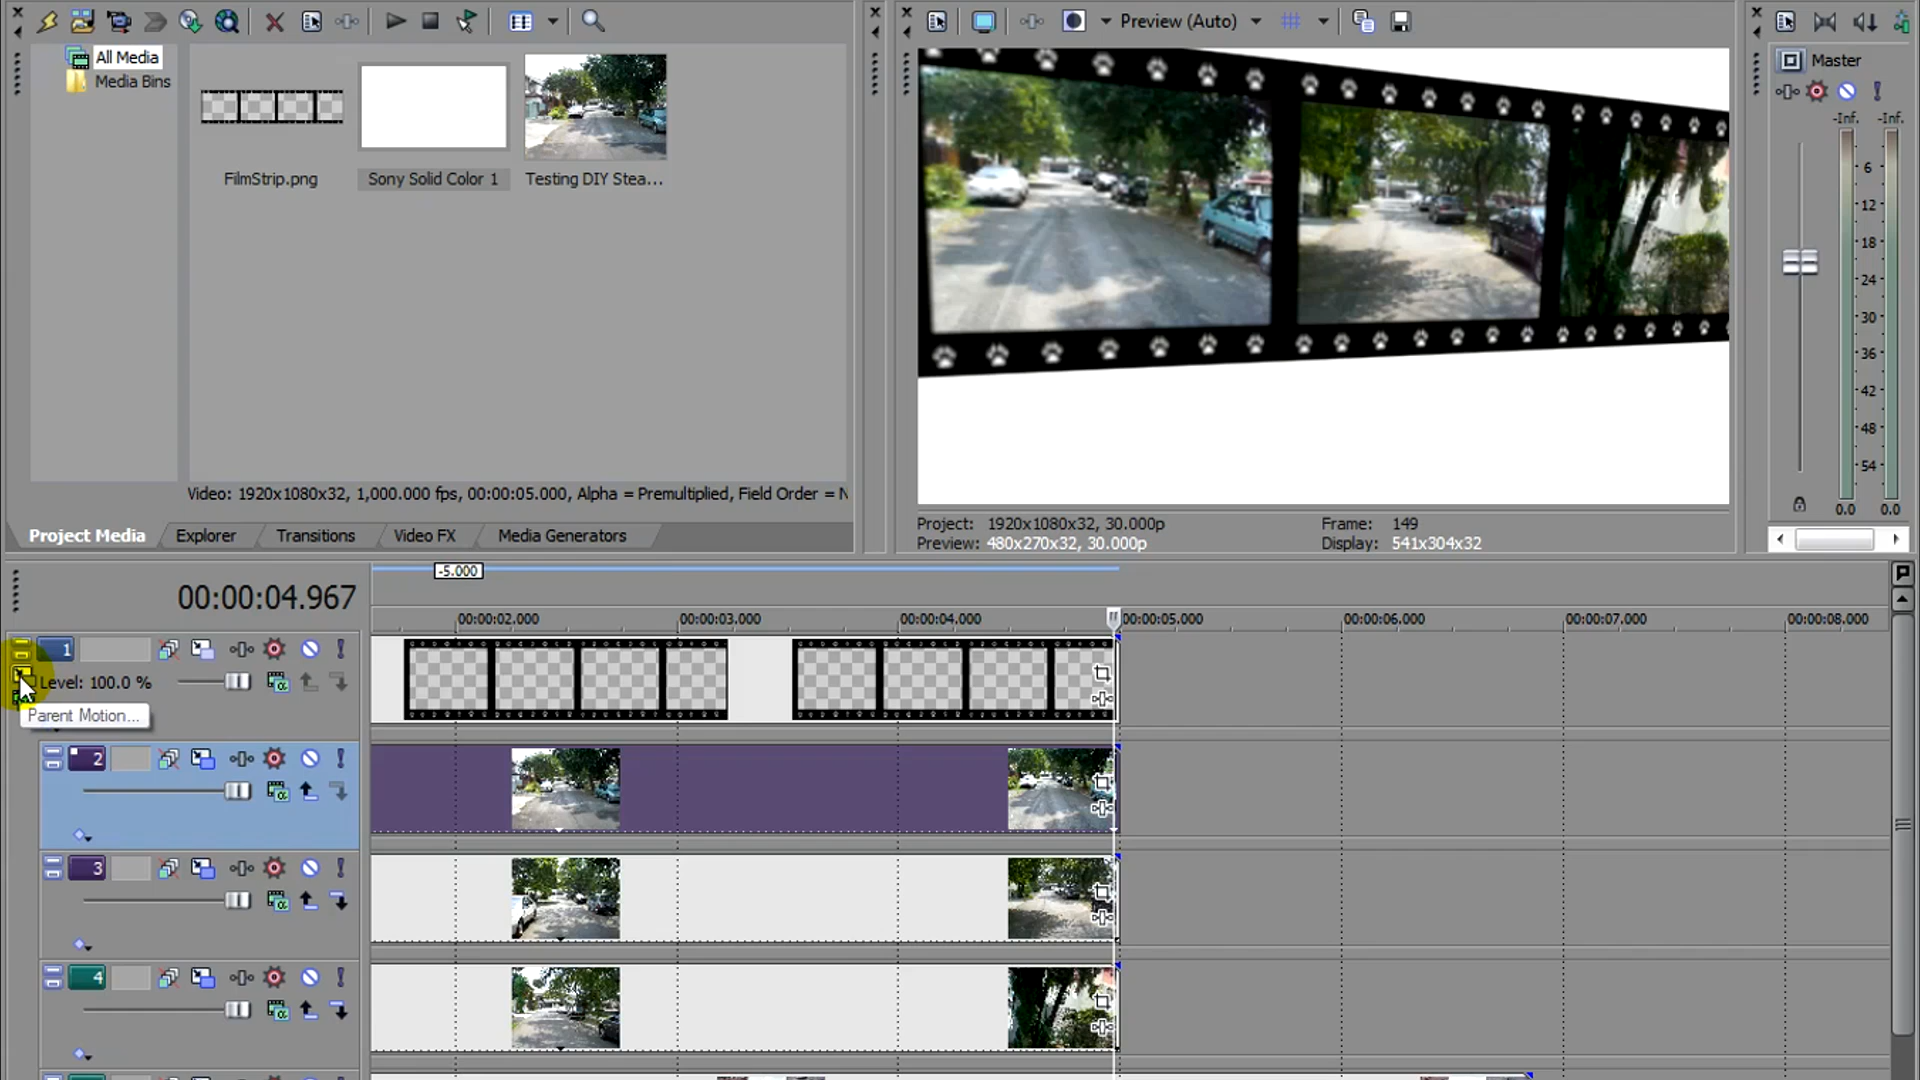 Preview (Auto)
All Media
Media Bins
FilmStrip.png
Sony Solid Color 1
Testing DIY Stea...
Video: 1920x1080x32, 1,000.000 fps, 00:00:05.000, Alpha = Premultiplied, Field Order = N
Project Media
Explorer
Transitions
Video FX
Media Generators
Project: 1920x1080x32, 30.000p
Frame: 149
Preview: 480x270x32, 30.000p
Display: 541x304x32
Master
-Inf. -Inf.
6
12
18
24
30
36
42
48
54
0.0 0.0
-5.000
00:00:04.967
00:00:02.000
00:00:03.000
00:00:04.000
00:00:05.000
00:00:06.000
00:00:07.000
00:00:08.000
1
Level: 100.0 %
Parent Motion...
2
3
4